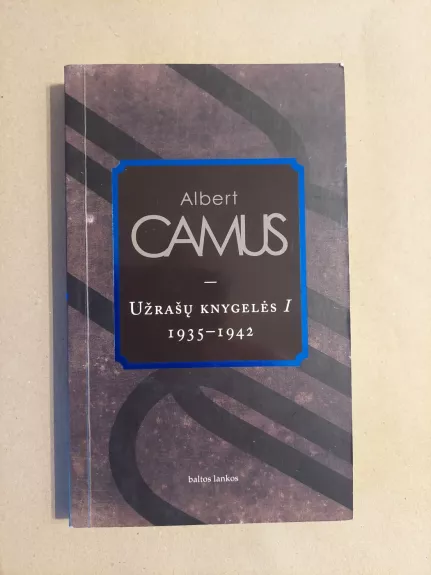 Albert
CAMUS
–
UŽRAŠŲ KNYGELĖS I
1935–1942
baltos lankos